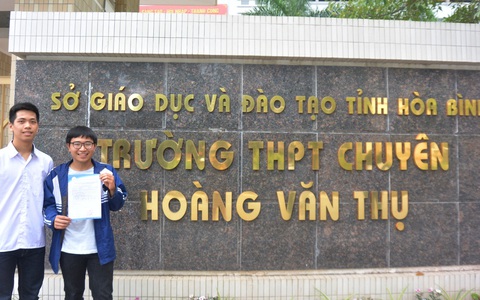 SỞ GIÁO DỤC VÀ ĐÀO TẠO TỈNH HÒA BÌNH
TRƯỜNG THPT CHUYÊN
HOÀNG VĂN THỤ